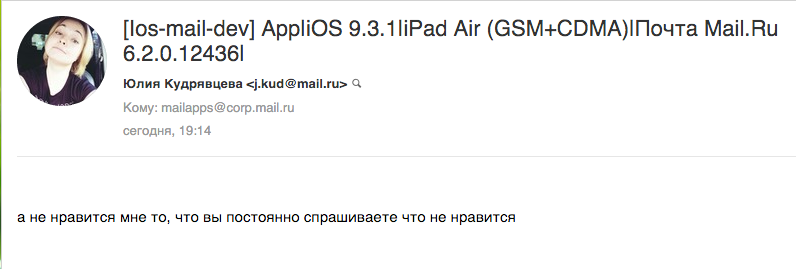 [Ios-mail-dev] AppliOS 9.3.1|iPad Air (GSM+CDMA)|Почта Mail.Ru
6.2.0.12436|
Юлия Кудрявцева <j.kud@mail.ru>
Кому: mailapps@corp.mail.ru
сегодня, 19:14
а не нравится мне то, что вы постоянно спрашиваете что не нравится